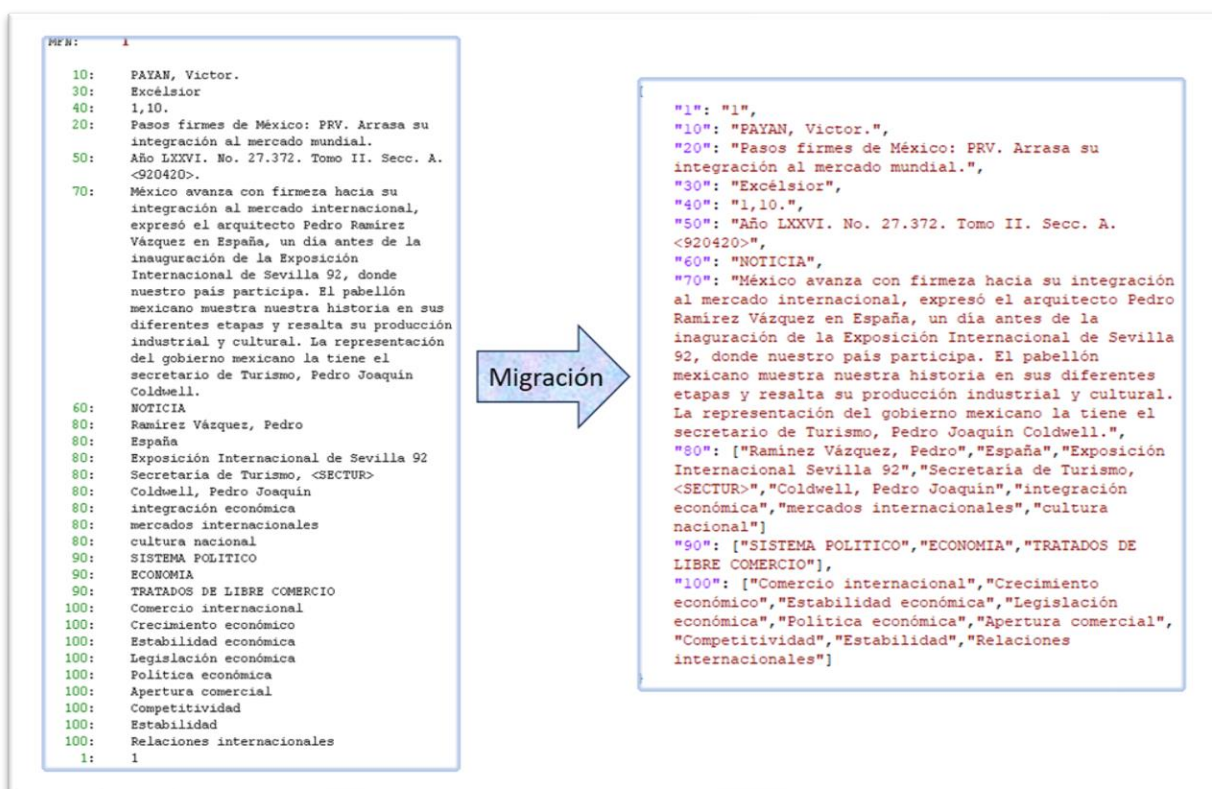 MFN: 1
10: PAYAN, Victor.
30: Excélsior
40: 1,10.
20: Pasos firmes de México: PRV. Arrasa su
integración al mercado mundial.
50: Año LXXVI. No. 27.372. Tomo II. Secc. A.
<920420>.
70: México avanza con firmeza hacia su
integración al mercado internacional,
expresó el arquitecto Pedro Ramírez
Vázquez en España, un día antes de la
inauguración de la Exposición
Internacional de Sevilla 92, donde
nuestro país participa. El pabellón
mexicano muestra nuestra historia en sus
diferentes etapas y resalta su producción
industrial y cultural. La representación
del gobierno mexicano la tiene el
secretario de Turismo, Pedro Joaquín
Coldwell.
60: NOTICIA
80: Ramírez Vázquez, Pedro
80: España
80: Exposición Internacional de Sevilla 92
80: Secretaría de Turismo, <SECTUR>
80: Coldwell, Pedro Joaquín
80: integración económica
80: mercados internacionales
80: cultura nacional
90: SISTEMA POLITICO
90: ECONOMIA
90: TRATADOS DE LIBRE COMERCIO
100: Comercio internacional
100: Crecimiento económico
100: Estabilidad económica
100: Legislación económica
100: Política económica
100: Apertura comercial
100: Competitividad
100: Estabilidad
100: Relaciones internacionales
1: 1
Migración
"1": "1",
"10": "PAYAN, Victor.",
"20": "Pasos firmes de México: PRV. Arrasa su
integración al mercado mundial.",
"30": "Excélsior",
"40": "1,10.",
"50": "Año LXXVI. No. 27.372. Tomo II. Secc. A.
<920420>",
"60": "NOTICIA",
"70": "México avanza con firmeza hacia su integración
al mercado internacional, expresó el arquitecto Pedro
Ramírez Vázquez en España, un día antes de la
inaguración de la Exposición Internacional de Sevilla
92, donde nuestro país participa. El pabellón
mexicano muestra nuestra historia en sus diferentes
etapas y resalta su producción industrial y cultural.
La representación del gobierno mexicano la tiene el
secretario de Turismo, Pedro Joaquín Coldwell.",
"80": ["Ramínez Vázquez, Pedro","España","Exposición
Internacional Sevilla 92","Secretaría de Turismo,
<SECTUR>","Coldwell, Pedro Joaquín","integración
económica","mercados internacionales","cultura
nacional"]
"90": ["SISTEMA POLITICO","ECONOMIA","TRATADOS DE
LIBRE COMERCIO"],
"100": ["Comercio internacional","Crecimiento
económico","Estabilidad económica","Legislación
económica","Política económica","Apertura comercial",
"Competitividad","Estabilidad","Relaciones
internacionales"]